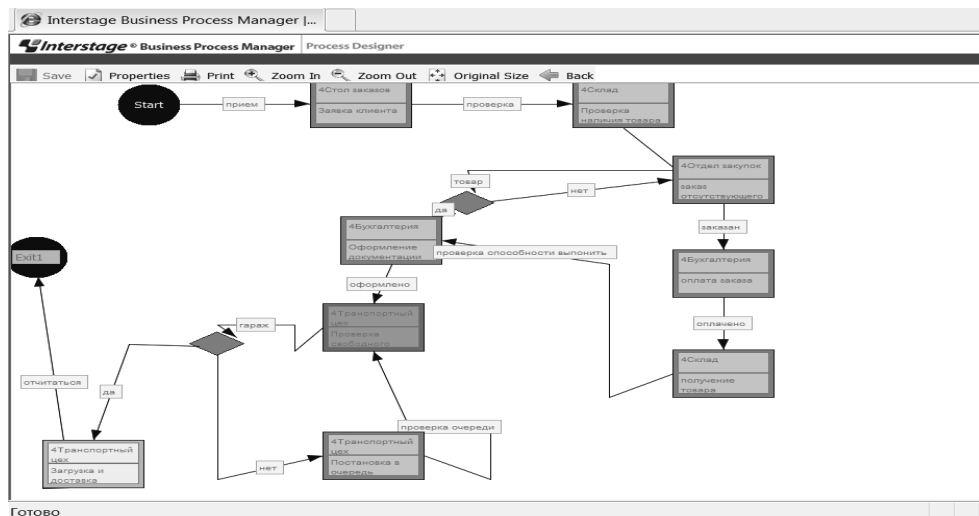 Interstage Business Process Manager |...
Interstage ® Business Process Manager Process Designer
Save Properties Print Zoom In Zoom Out Original Size Back
Start
прием
4Стол заказов
Заявка клиента
проверка
4Склад
Проверка
наличия товара
товар
нет
да
4Отдел закупок
заказ
отсутствующего
заказан
4Бухгалтерия
Оформление
документации
проверка способности выпонить
4Бухгалтерия
оплата заказа
Exit1
оформлено
оплачено
4Транспортный
цех
Проверка
свободного
гараж
4Склад
получение
товара
отчитаться
да
проверка очереди
4Транспортный
цех
Загрузка и
доставка
нет
4Транспортный
цех
Постановка в
очередь
Готово